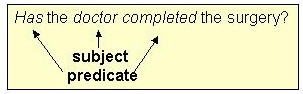 Has the doctor completed the surgery?
subject
predicate